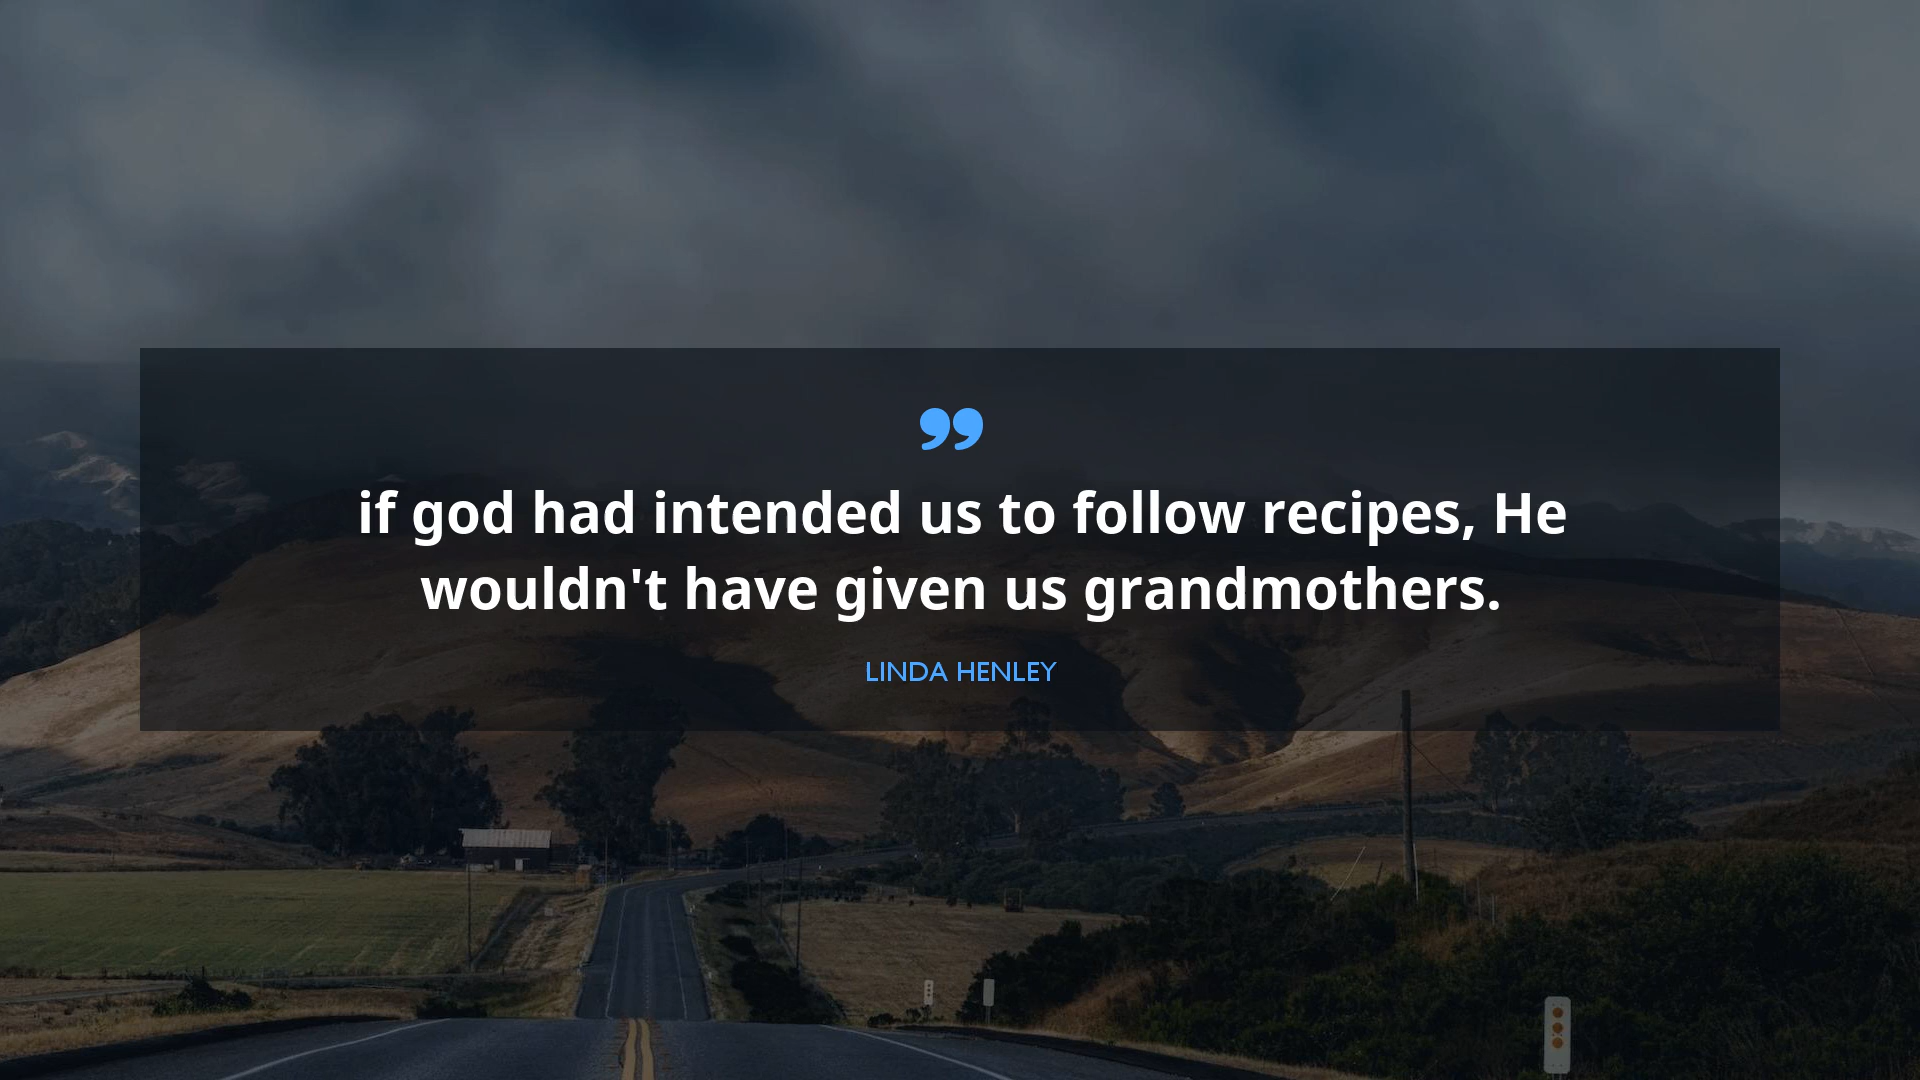 ”
if god had intended us to follow recipes, He
wouldn't have given us grandmothers.
LINDA HENLEY